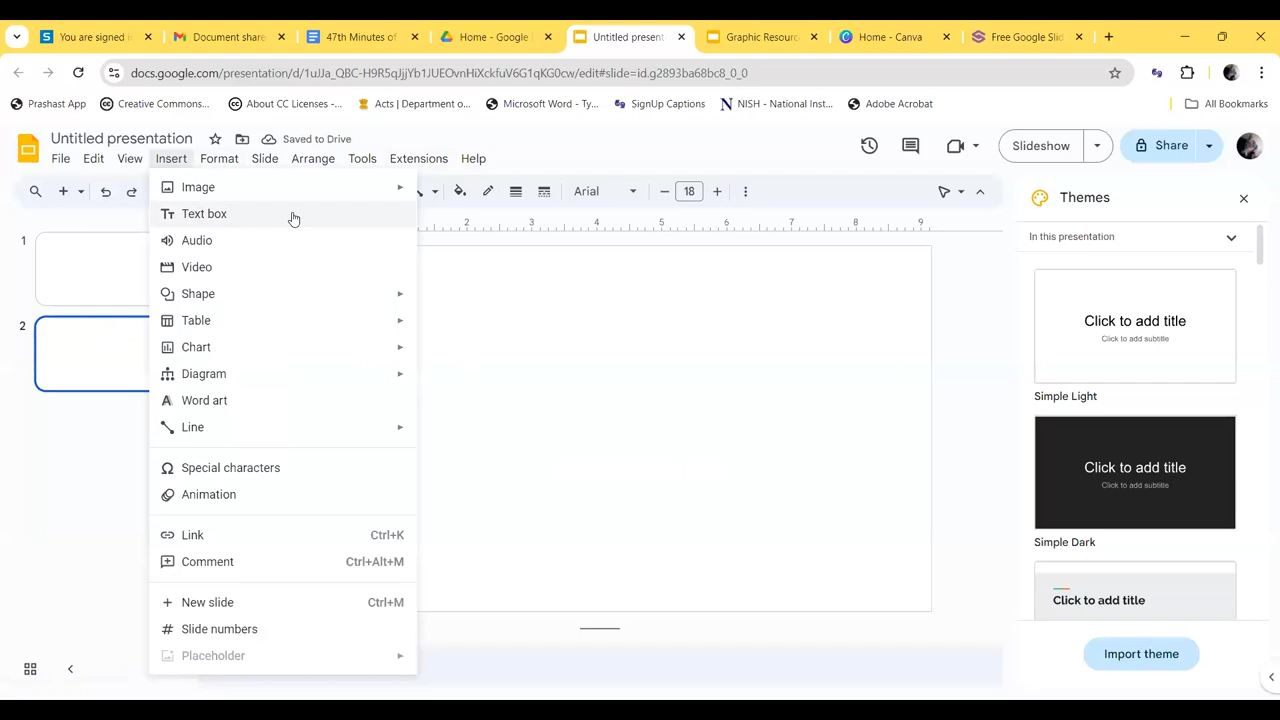 You are signed i
Document share
47th Minutes of
Home - Google
Untitled present
Graphic Resourc
Home - Canva
Free Google Slid
docs.google.com/presentation/d/1uJJa_QBC-H9R5qJjjYb1JUEOvnHiXckfuV6G1qKG0cw/edit#slide=id.g2893ba68bc8_0_0
Prashast App
Creative Commons...
About CC Licenses -...
Acts | Department o...
Microsoft Word - Ty...
SignUp Captions
NISH - National Inst...
Adobe Acrobat
All Bookmarks
Untitled presentation
Saved to Drive
File Edit View Insert Format Slide Arrange Tools Extensions Help
Slideshow
Share
Arial
18
Themes
2 3 4 5 6 7 8 9
In this presentation
1
2
Image
Text box
Audio
Video
Shape
Table
Chart
Diagram
Word art
Line
Special characters
Animation
Link Ctrl+K
Comment Ctrl+Alt+M
New slide Ctrl+M
Slide numbers
Placeholder
Click to add title
Click to add subtitle
Simple Light
Click to add title
Click to add subtitle
Simple Dark
Click to add title
Import theme